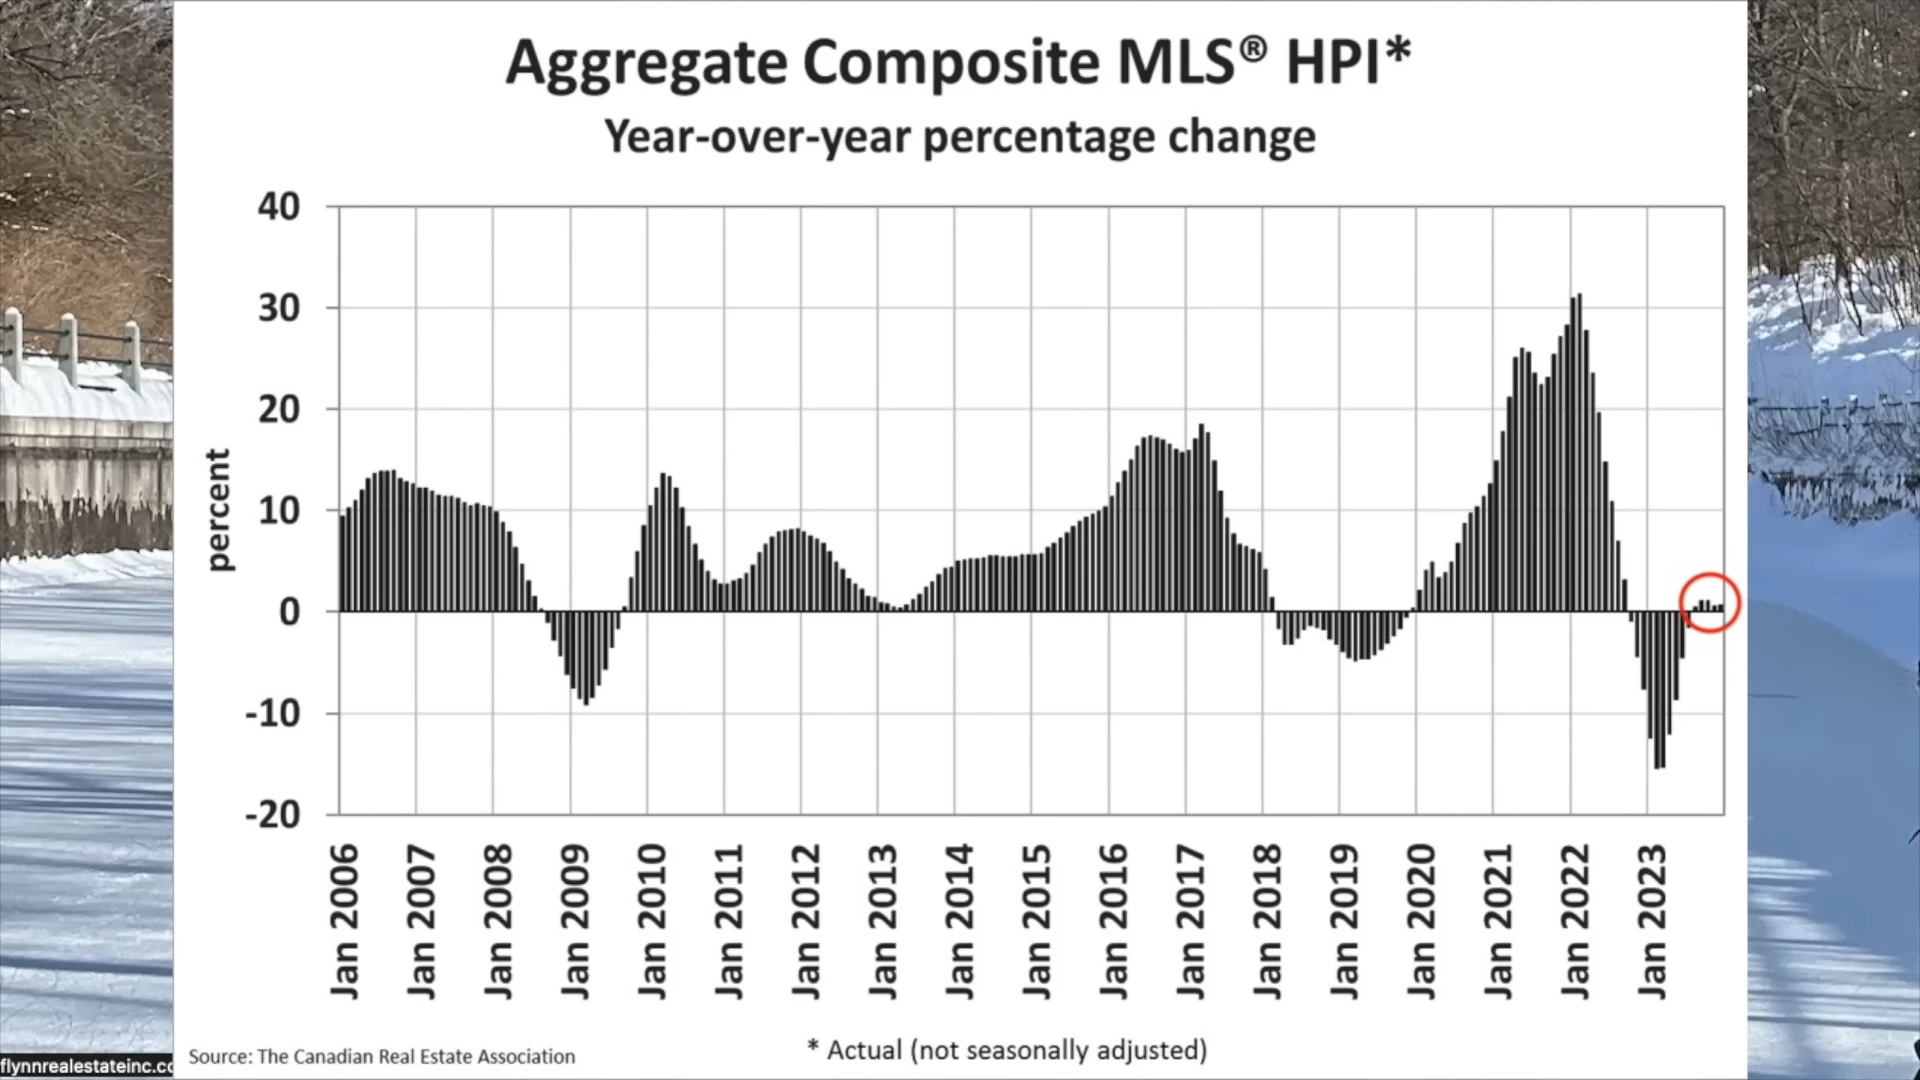 Aggregate Composite MLS® HPI*
Year-over-year percentage change
percent
40
30
20
10
0
-10
-20
Jan 2006
Jan 2007
Jan 2008
Jan 2009
Jan 2010
Jan 2011
Jan 2012
Jan 2013
Jan 2014
Jan 2015
Jan 2016
Jan 2017
Jan 2018
Jan 2019
Jan 2020
Jan 2021
Jan 2022
Jan 2023
* Actual (not seasonally adjusted)
Source: The Canadian Real Estate Association
flynnrealestateinc.cc